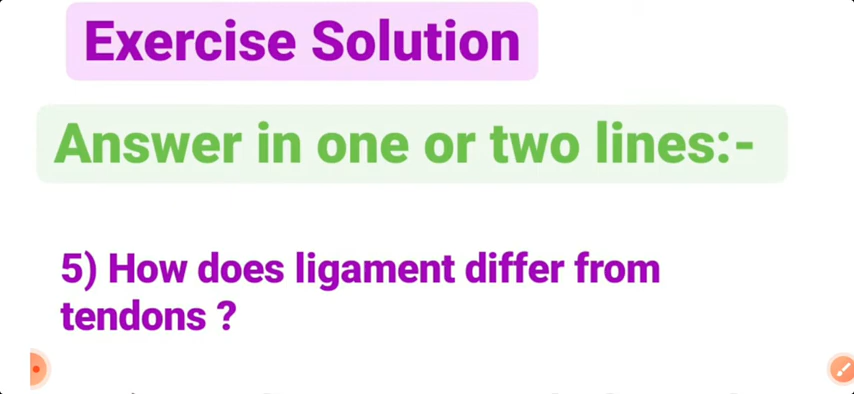 Exercise Solution
Answer in one or two lines:-
5) How does ligament differ from
tendons ?